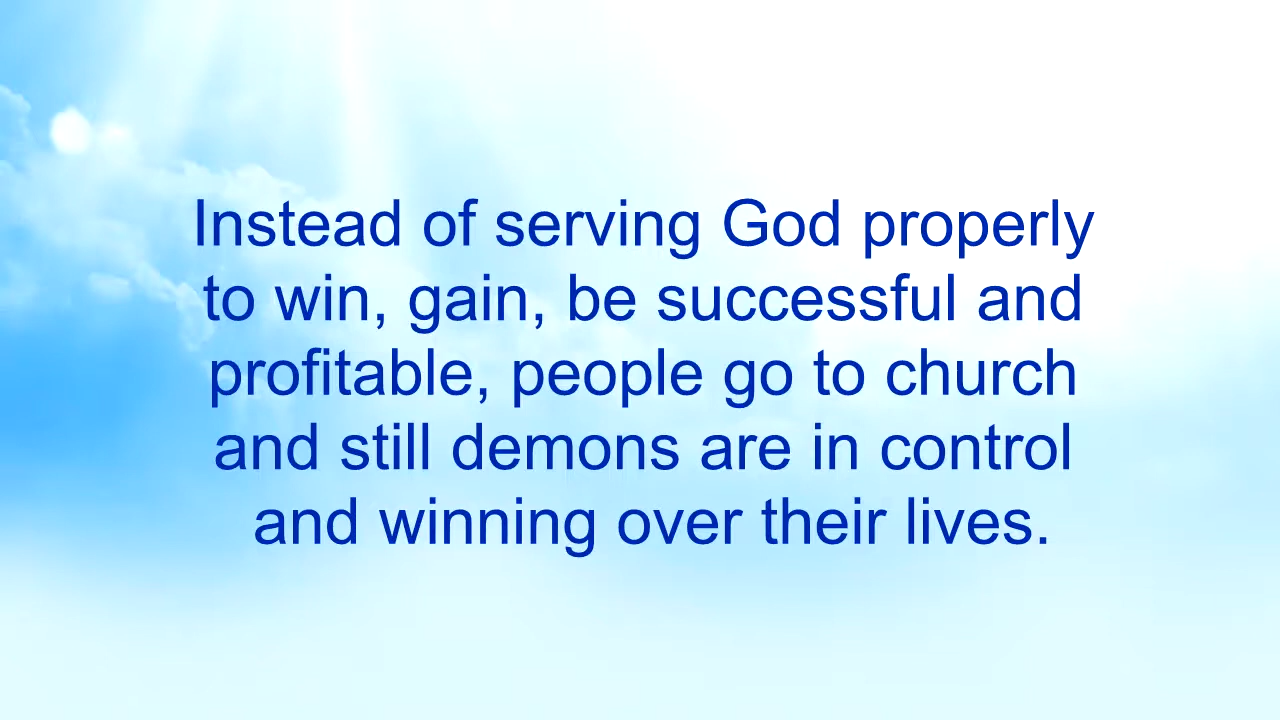 Instead of serving God properly
to win, gain, be successful and
profitable, people go to church
and still demons are in control
and winning over their lives.